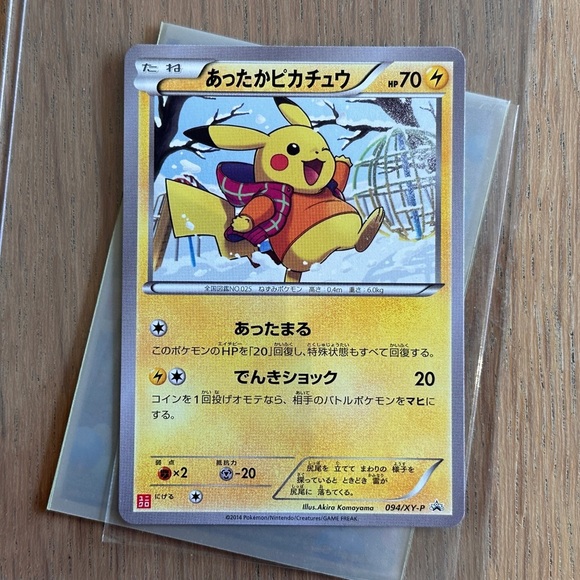 たね
あったかピカチュウ HP70
全国図鑑NO.025 ねずみポケモン 高さ:0.4m 重さ:6.0kg
あったまる
このポケモンのHPを「20」回復し、特殊状態もすべて回復する。
でんきショック 20
コインを1回投げオモテなら、相手のバトルポケモンをマヒに
する。
弱点 抵抗力
×2 -20
にげる
尻尾を 立てて まわりの 様子を
探っていると ときどき 雷が
尻尾に 落ちてくる。
Illus.Akira Komayama 094/XY-P
©2014 Pokémon/Nintendo/Creatures/GAME FREAK.